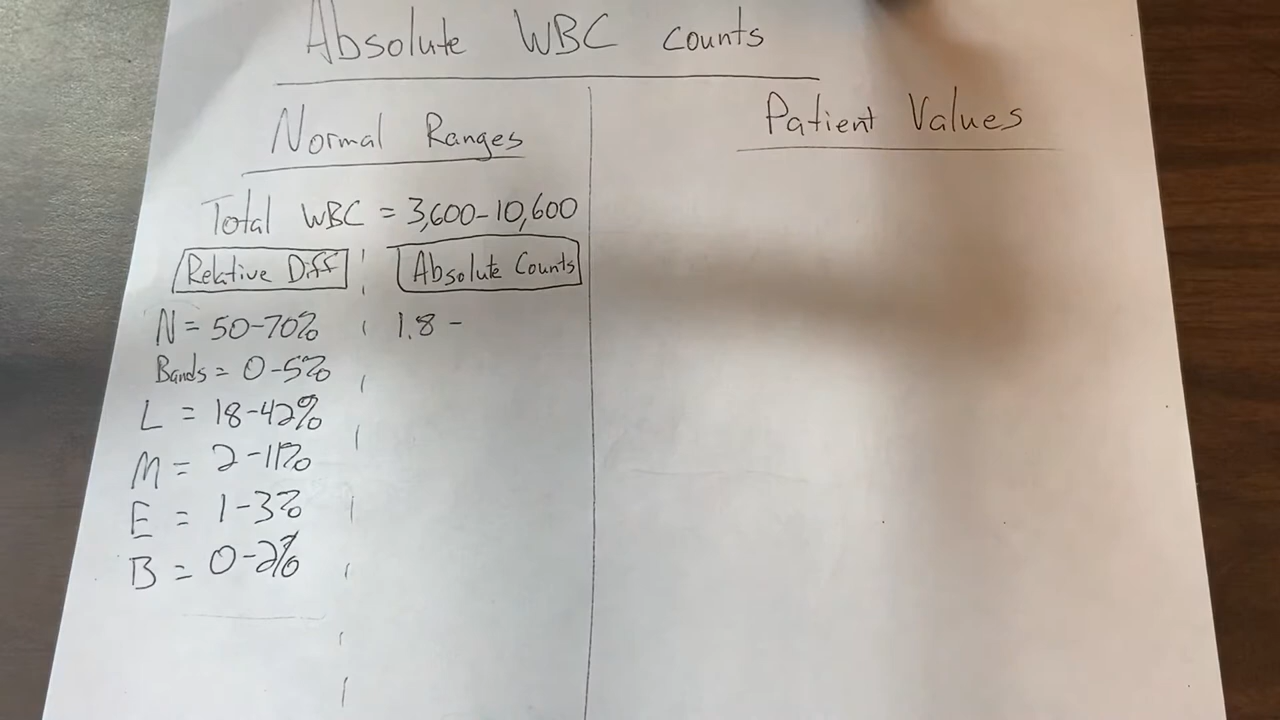 Absolute WBC counts
Normal Ranges
Total WBC = 3,600-10,600
Relative Diff
Absolute Counts
N = 50-70%
1.8 -
Bands = 0-5%
L = 18-42%
M = 2-11%
E = 1-3%
B = 0-2%
Patient Values